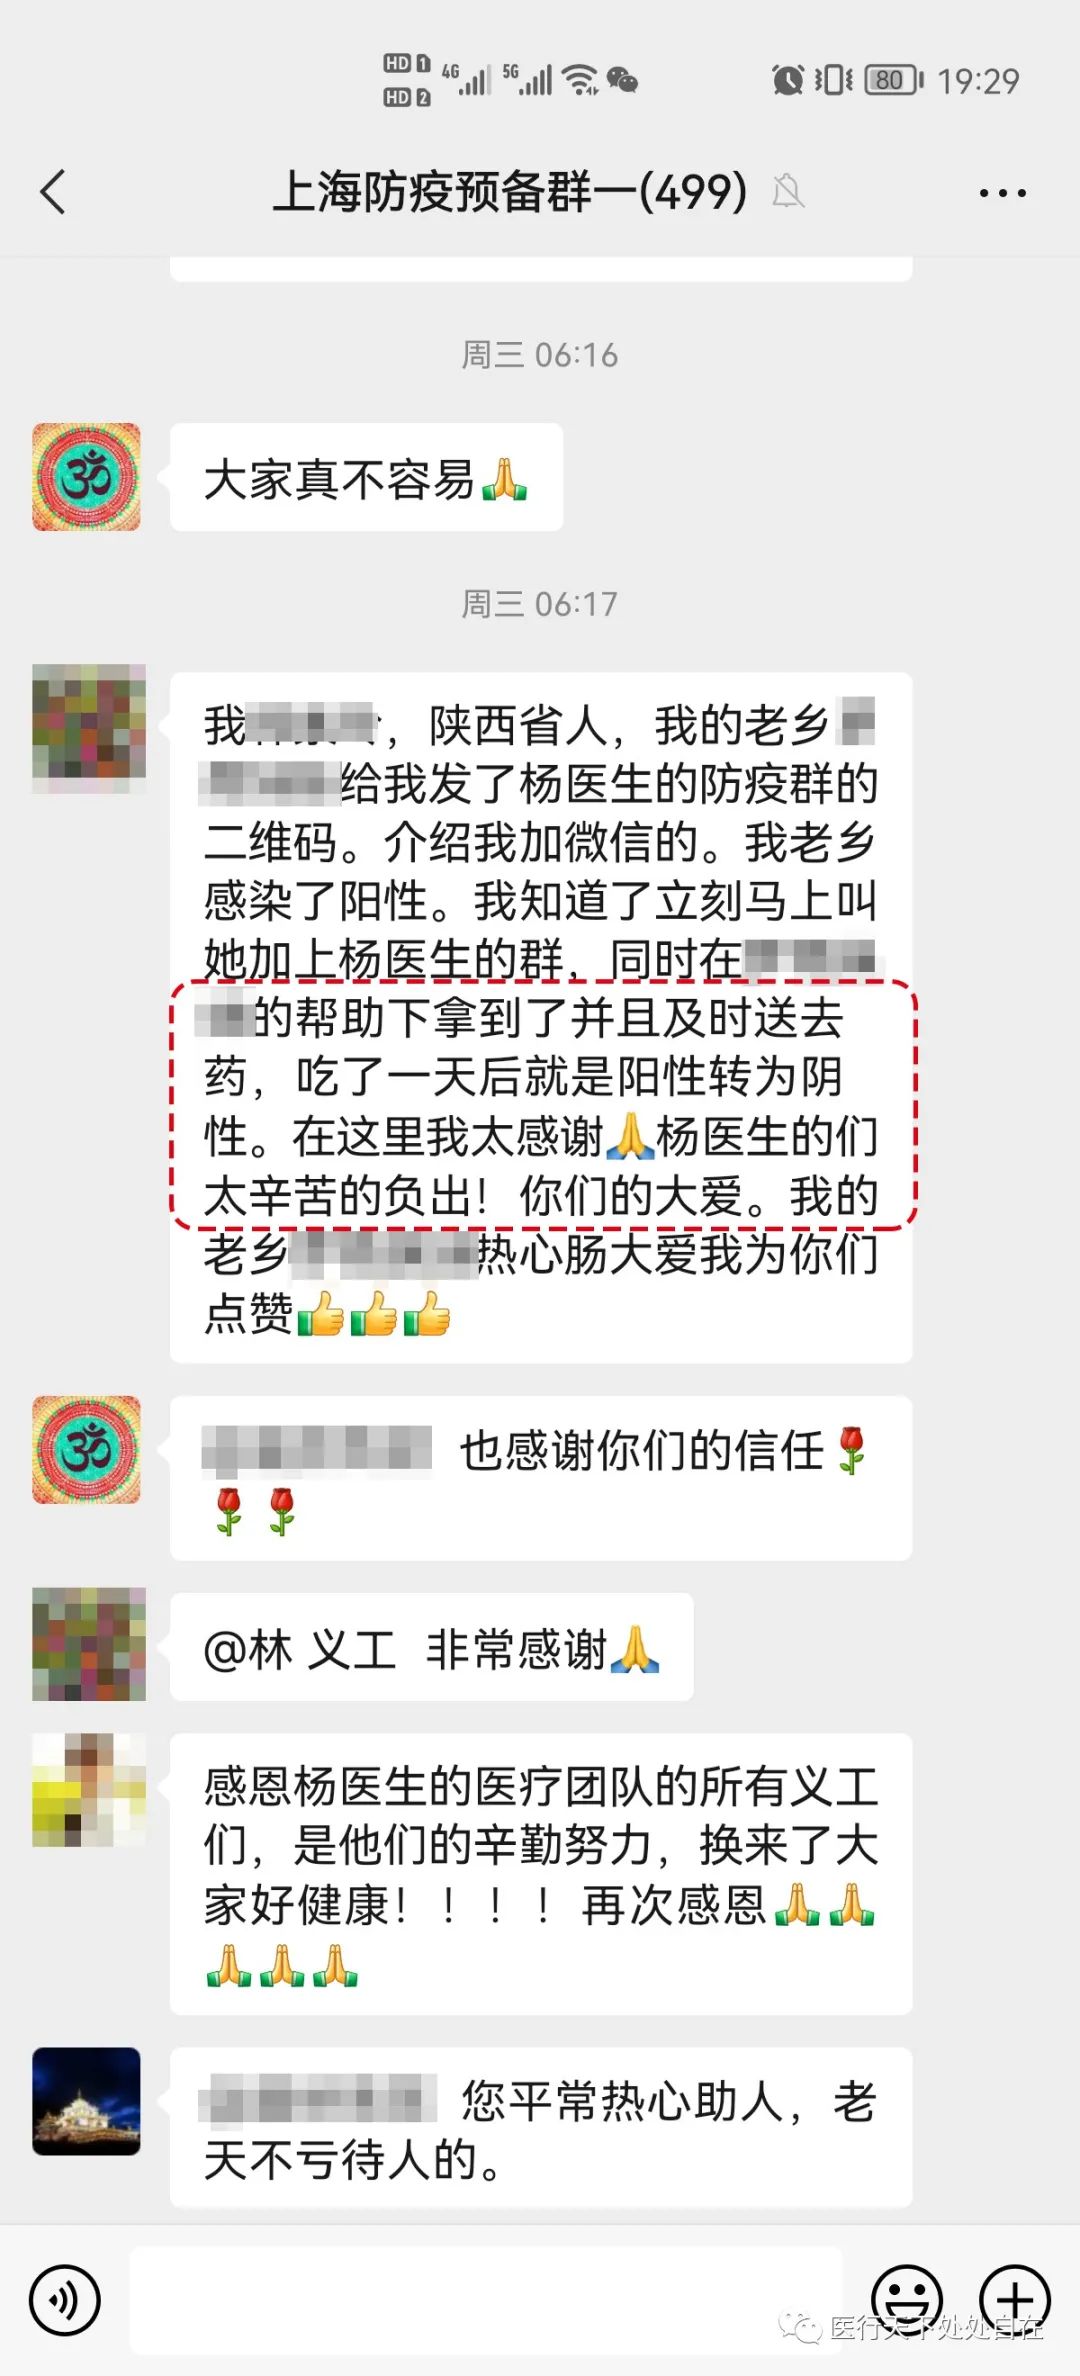 HD 1 4G 5G 80 19:29
HD 2
上海防疫预备群一(499)
周三 06:16
大家真不容易🙏
周三 06:17
我，陕西省人，我的老乡
给我发了杨医生的防疫群的
二维码。介绍我加微信的。我老乡
感染了阳性。我知道了立刻马上叫
她加上杨医生的群，同时在
的帮助下拿到了并且及时送去
药，吃了一天后就是阳性转为阴
性。在这里我太感谢🙏杨医生的们
太辛苦的负出！你们的大爱。我的
老乡热心肠大爱我为你们
点赞👍👍👍
也感谢你们的信任🌹
🌹🌹
@林 义工 非常感谢🙏
感恩杨医生的医疗团队的所有义工
们，是他们的辛勤努力，换来了大
家好健康！！！！再次感恩🙏🙏
🙏🙏🙏
您平常热心助人，老
天不亏待人的。
医行天下处处自在